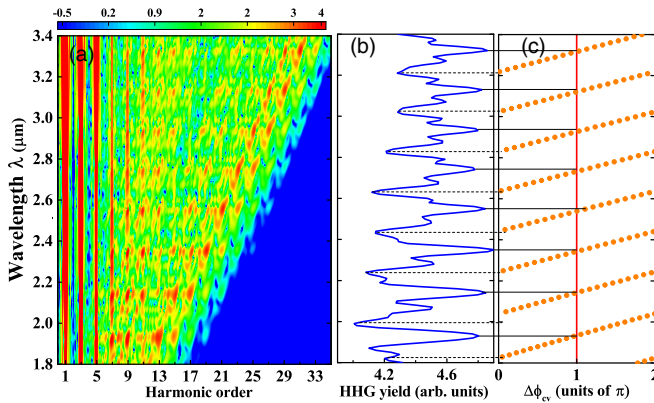 -0.5 0.2 0.9 2 2 3 4
(a) (b) (c)
Wavelength λ (μm)
3.4
3.2
3.0
2.8
2.6
2.4
2.2
2.0
1.8
1 5 9 13 17 21 25 29 33
4.2 4.6
0 1 2
Harmonic order
HHG yield (arb. units)
Δϕcv (units of π)